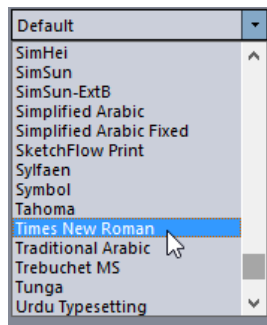 Default
SimHei
SimSun
SimSun-ExtB
Simplified Arabic
Simplified Arabic Fixed
SketchFlow Print
Sylfaen
Symbol
Tahoma
Times New Roman
Traditional Arabic
Trebuchet MS
Tunga
Urdu Typesetting